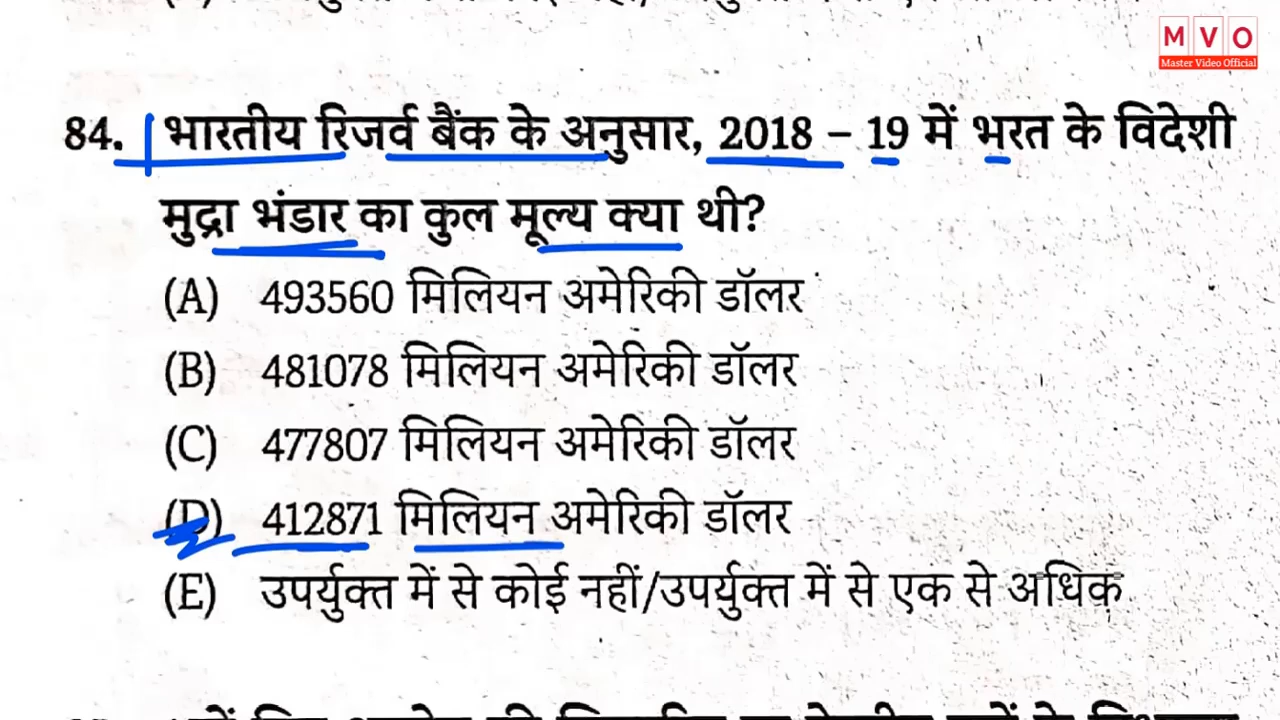 M V O
Master Video Official
84. भारतीय रिजर्व बैंक के अनुसार, 2018 – 19 में भरत के विदेशी
मुद्रा भंडार का कुल मूल्य क्या थी?
(A) 493560 मिलियन अमेरिकी डॉलर
(B) 481078 मिलियन अमेरिकी डॉलर
(C) 477807 मिलियन अमेरिकी डॉलर
(D) 412871 मिलियन अमेरिकी डॉलर
(E) उपर्युक्त में से कोई नहीं/उपर्युक्त में से एक से अधिक